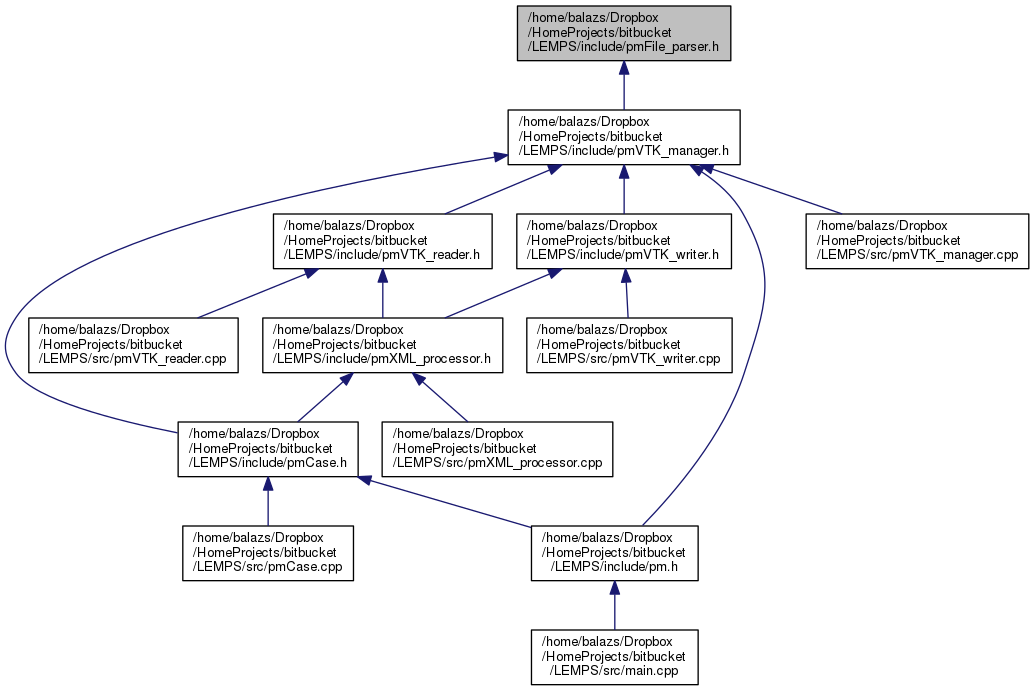 /home/balazs/Dropbox
/HomeProjects/bitbucket
/LEMPS/include/pmFile_parser.h
/home/balazs/Dropbox
/HomeProjects/bitbucket
/LEMPS/include/pmVTK_manager.h
/home/balazs/Dropbox
/HomeProjects/bitbucket
/LEMPS/include/pmVTK_reader.h
/home/balazs/Dropbox
/HomeProjects/bitbucket
/LEMPS/include/pmVTK_writer.h
/home/balazs/Dropbox
/HomeProjects/bitbucket
/LEMPS/src/pmVTK_manager.cpp
/home/balazs/Dropbox
/HomeProjects/bitbucket
/LEMPS/src/pmVTK_reader.cpp
/home/balazs/Dropbox
/HomeProjects/bitbucket
/LEMPS/include/pmXML_processor.h
/home/balazs/Dropbox
/HomeProjects/bitbucket
/LEMPS/src/pmVTK_writer.cpp
/home/balazs/Dropbox
/HomeProjects/bitbucket
/LEMPS/include/pmCase.h
/home/balazs/Dropbox
/HomeProjects/bitbucket
/LEMPS/src/pmXML_processor.cpp
/home/balazs/Dropbox
/HomeProjects/bitbucket
/LEMPS/src/pmCase.cpp
/home/balazs/Dropbox
/HomeProjects/bitbucket
/LEMPS/include/pm.h
/home/balazs/Dropbox
/HomeProjects/bitbucket
/LEMPS/src/main.cpp